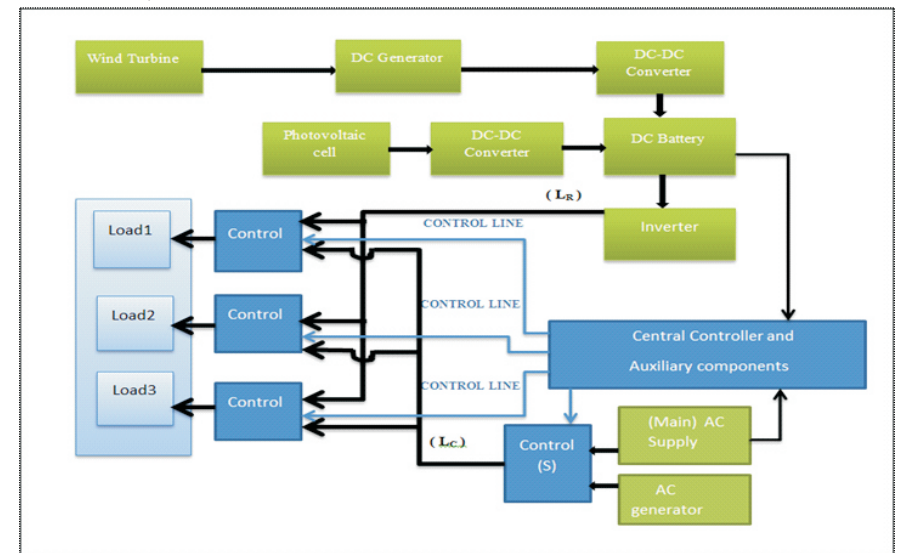 Wind Turbine
DC Generator
DC-DC
Converter
Photovoltaic
cell
DC-DC
Converter
DC Battery
(LR)
Inverter
CONTROL LINE
Load1
Control
CONTROL LINE
Load2
Control
Central Controller and
Auxiliary components
CONTROL LINE
Load3
Control
(LC)
Control
(S)
(Main) AC
Supply
AC
generator